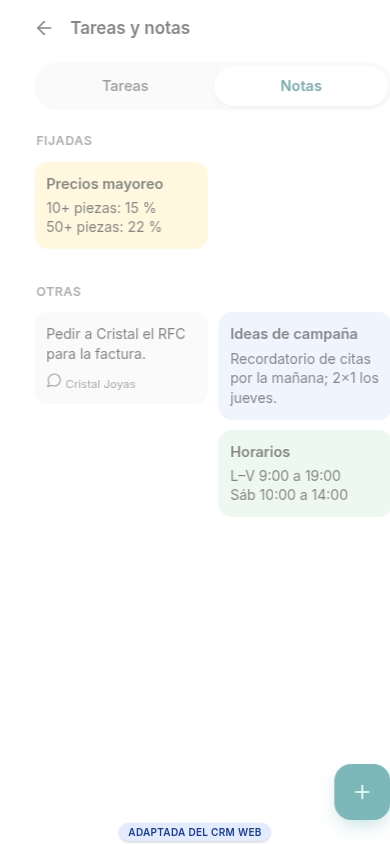 Tareas y notas
Tareas
Notas
FIJADAS
Precios mayoreo
10+ piezas: 15 %
50+ piezas: 22 %
OTRAS
Pedir a Cristal el RFC
para la factura.
Cristal Joyas
Ideas de campaña
Recordatorio de citas
por la mañana; 2×1 los
jueves.
Horarios
L–V 9:00 a 19:00
Sáb 10:00 a 14:00
ADAPTADA DEL CRM WEB